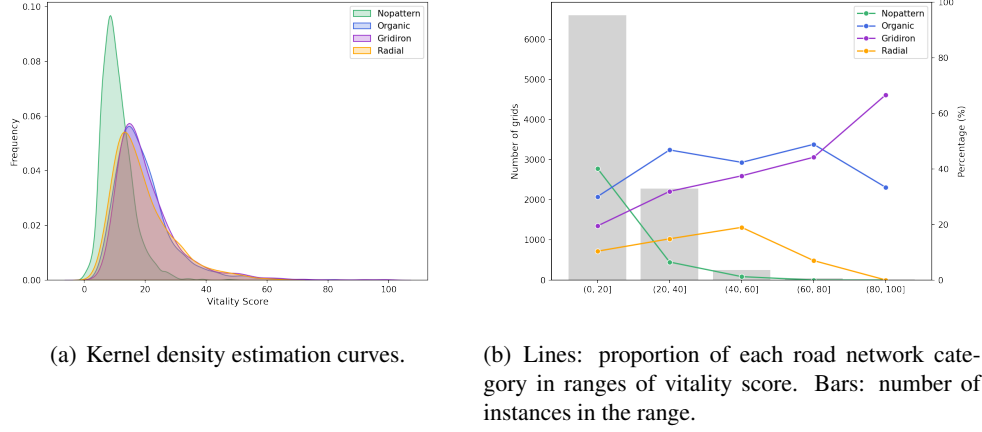 0.10
0.08
0.06
0.04
0.02
0.00
Frequency
0 20 40 60 80 100
Vitality Score
Nopattern
Organic
Gridiron
Radial
6000
5000
4000
3000
2000
1000
0
Number of grids
100
80
60
40
20
0
Percentage (%)
(0, 20] (20, 40] (40, 60] (60, 80] (80, 100]
Nopattern
Organic
Gridiron
Radial
(a) Kernel density estimation curves.
(b) Lines: proportion of each road network cate-
gory in ranges of vitality score. Bars: number of
instances in the range.